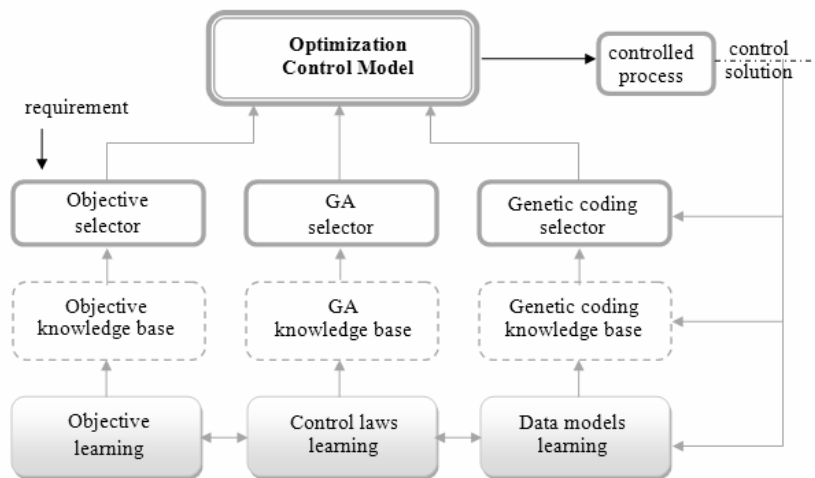 Optimization
Control Model
controlled
process
control
solution
requirement
Objective
selector
GA
selector
Genetic coding
selector
Objective
knowledge base
GA
knowledge base
Genetic coding
knowledge base
Objective
learning
Control laws
learning
Data models
learning